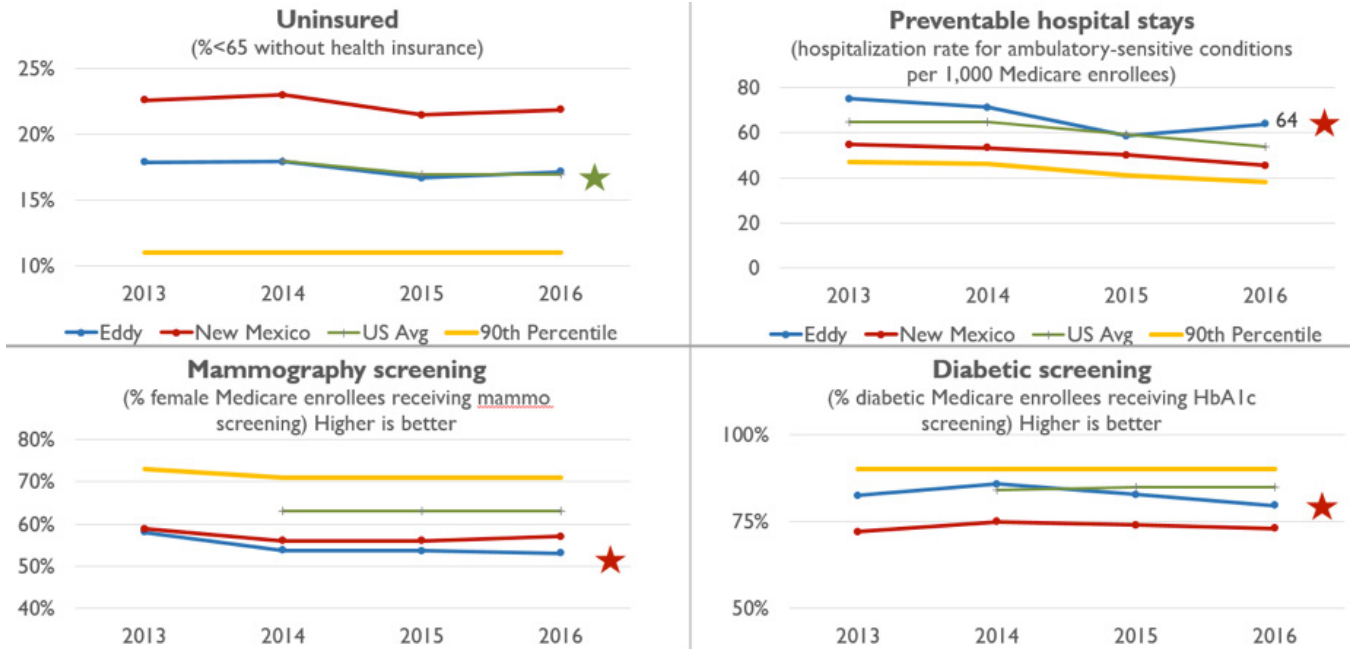 Uninsured
(%<65 without health insurance)
25%
20%
15%
10%
2013 2014 2015 2016
Eddy New Mexico US Avg 90th Percentile
Preventable hospital stays
(hospitalization rate for ambulatory-sensitive conditions
per 1,000 Medicare enrollees)
80
60
40
20
0
64
2013 2014 2015 2016
Eddy New Mexico US Avg 90th Percentile
Mammography screening
(% female Medicare enrollees receiving mammo
screening) Higher is better
80%
70%
60%
50%
40%
2013 2014 2015 2016
Diabetic screening
(% diabetic Medicare enrollees receiving HbA1c
screening) Higher is better
100%
75%
50%
2013 2014 2015 2016